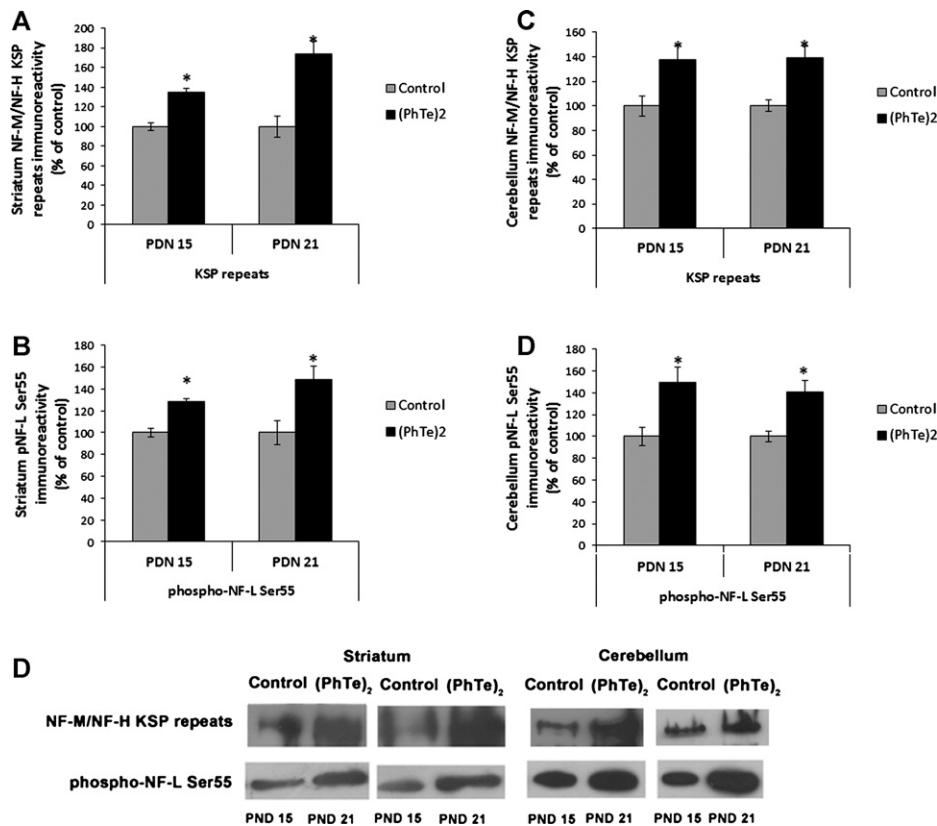 A
Striatum NF-M/NF-H KSP
repeats immunoreactivity
(% of control)
200
180
160
140
120
100
80
60
40
20
0
*
*
PDN 15
PDN 21
KSP repeats
Control
(PhTe)2
C
Cerebellum NF-M/NF-H KSP
repeats immunoreactivity
(% of control)
160
140
120
100
80
60
40
20
0
*
*
PDN 15
PDN 21
KSP repeats
Control
(PhTe)2
B
Striatum pNF-L Ser55
immunoreactivity
(% of control)
180
160
140
120
100
80
60
40
20
0
*
*
PDN 15
PDN 21
phospho-NF-L Ser55
Control
(PhTe)2
D
Cerebellum pNF-L Ser55
immunoreactivity
(% of control)
180
160
140
120
100
80
60
40
20
0
*
*
PDN 15
PDN 21
phospho-NF-L Ser55
Control
(PhTe)2
D
Striatum
Cerebellum
Control (PhTe)₂ Control (PhTe)₂ Control (PhTe)₂ Control (PhTe)₂
NF-M/NF-H KSP repeats
phospho-NF-L Ser55
PND 15 PND 21 PND 15 PND 21 PND 15 PND 21 PND 15 PND 21